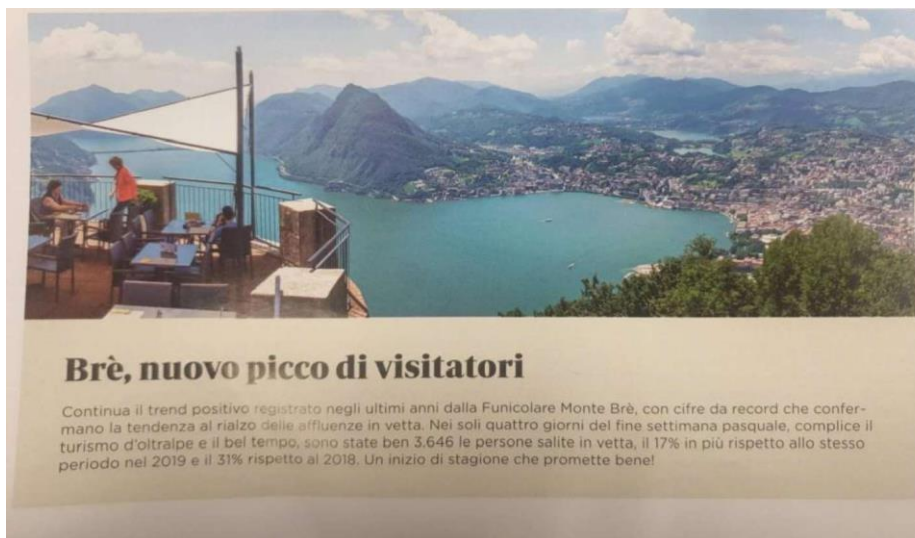 Brè, nuovo picco di visitatori
Continua il trend positivo registrato negli ultimi anni dalla Funicolare Monte Brè, con cifre da record che confer-
mano la tendenza al rialzo delle affluenze in vetta. Nei soli quattro giorni del fine settimana pasquale, complice il
turismo d'oltralpe e il bel tempo, sono state ben 3.646 le persone salite in vetta, il 17% in più rispetto allo stesso
periodo nel 2019 e il 31% rispetto al 2018. Un inizio di stagione che promette bene!